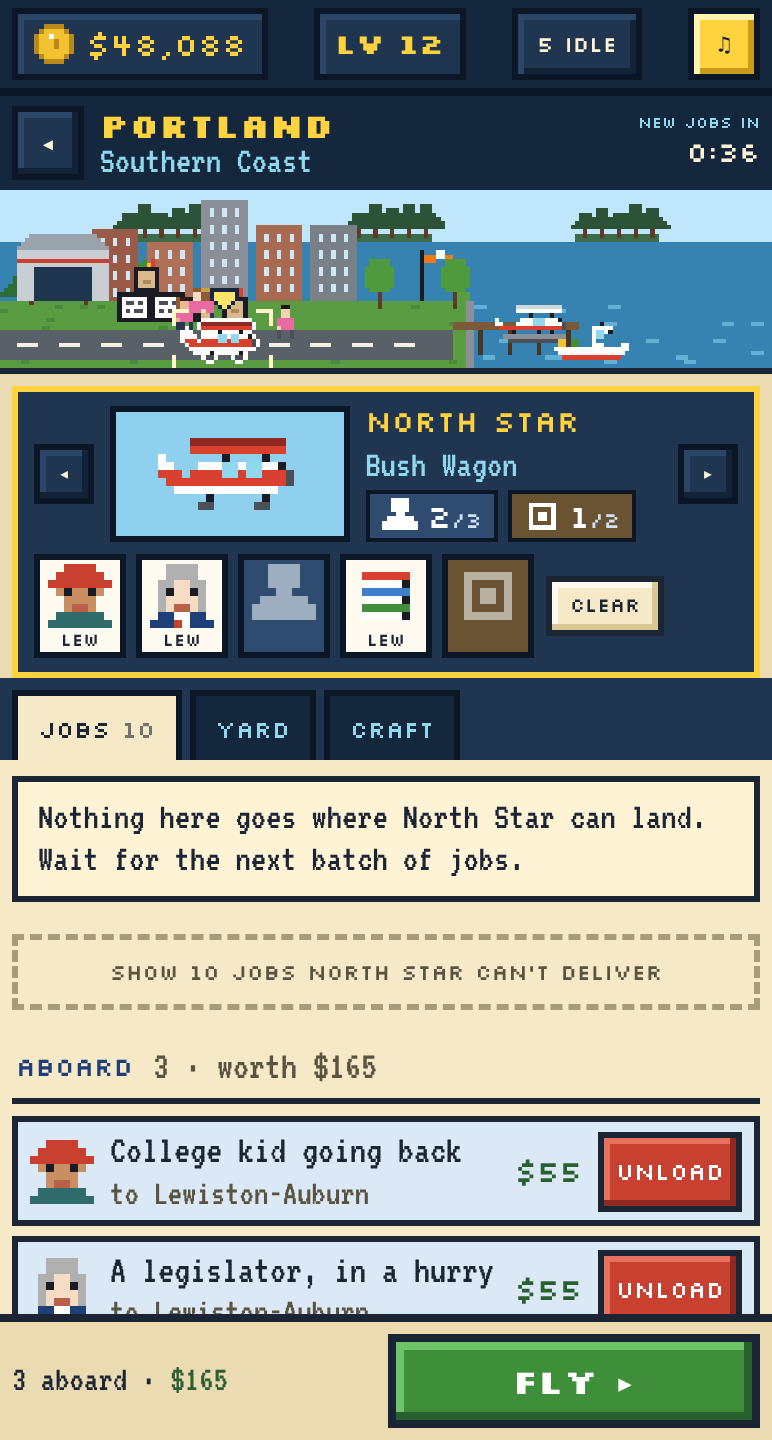 $48,088
LV 12
5 IDLE
♫
◂
PORTLAND
Southern Coast
NEW JOBS IN
0:36
◂
NORTH STAR
Bush Wagon
2/3
1/2
▸
LEW
LEW
LEW
CLEAR
JOBS 10
YARD
CRAFT
Nothing here goes where North Star can land.
Wait for the next batch of jobs.
SHOW 10 JOBS NORTH STAR CAN'T DELIVER
ABOARD 3 · worth $165
College kid going back
to Lewiston-Auburn
$55
UNLOAD
A legislator, in a hurry
to Lewiston-Auburn
$55
UNLOAD
3 aboard · $165
FLY ▸